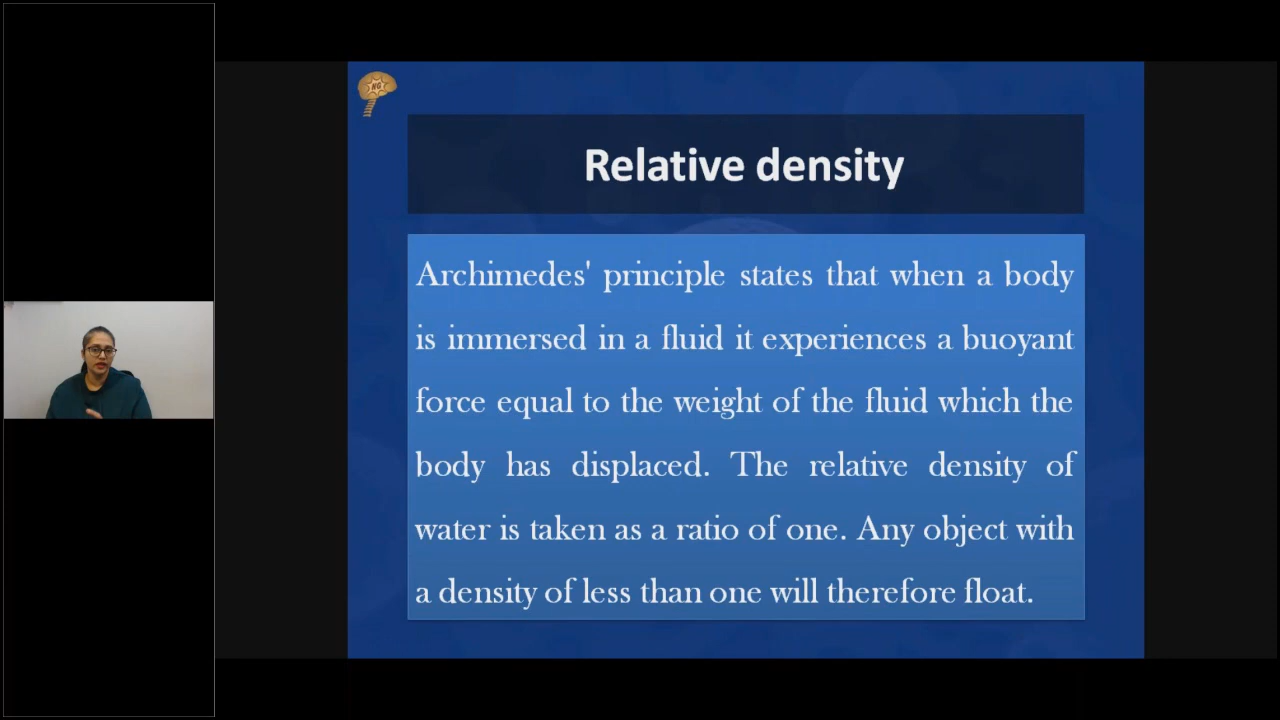 NG
Relative density
Archimedes' principle states that when a body
is immersed in a fluid it experiences a buoyant
force equal to the weight of the fluid which the
body has displaced. The relative density of
water is taken as a ratio of one. Any object with
a density of less than one will therefore float.